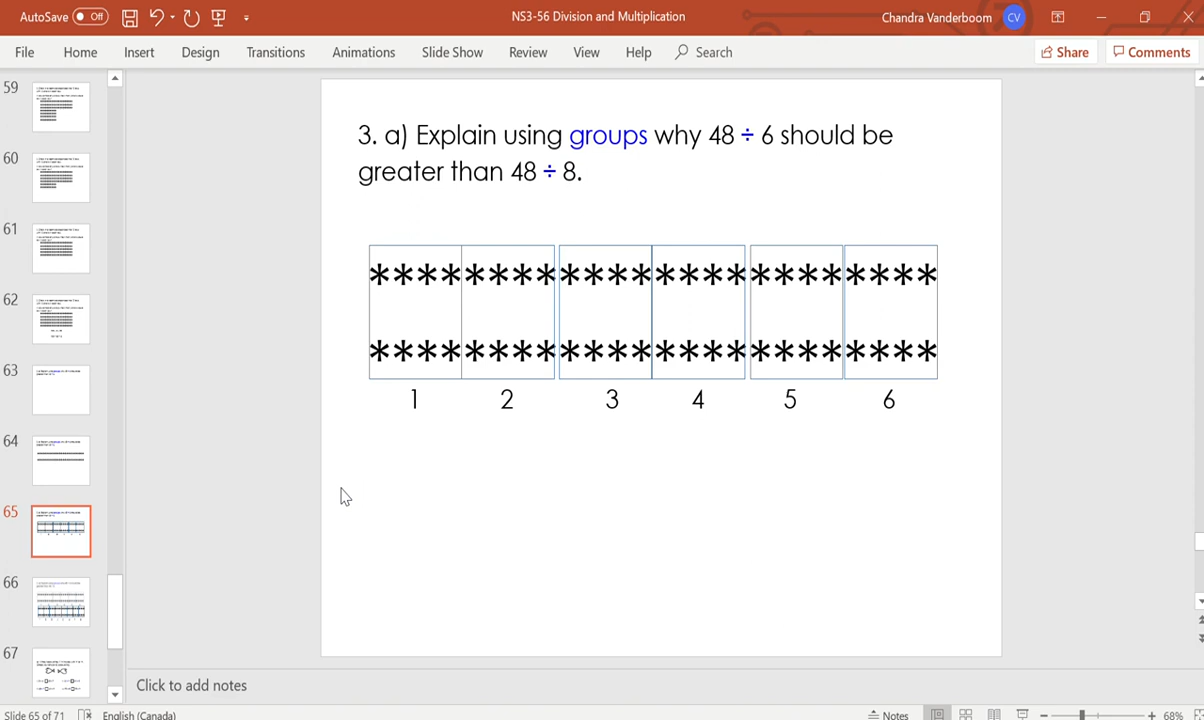 AutoSave Off NS3-56 Division and Multiplication Chandra Vanderboom CV
File Home Insert Design Transitions Animations Slide Show Review View Help Search Share Comments
59
60
61
62
63
64
65
66
67
3. a) Explain using groups why 48 ÷ 6 should be
greater than 48 ÷ 8.
************************
************************
1 2 3 4 5 6
Click to add notes
Slide 65 of 71 English (Canada) Notes 68%